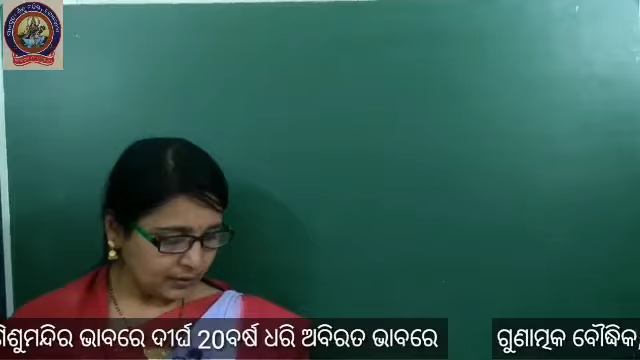 ଶିଶୁମନ୍ଦିର ଭାବରେ ଦୀର୍ଘ 20ବର୍ଷ ଧରି ଅବିରତ ଭାବରେ ଗୁଣାତ୍ମକ ବୌଦ୍ଧିକ,